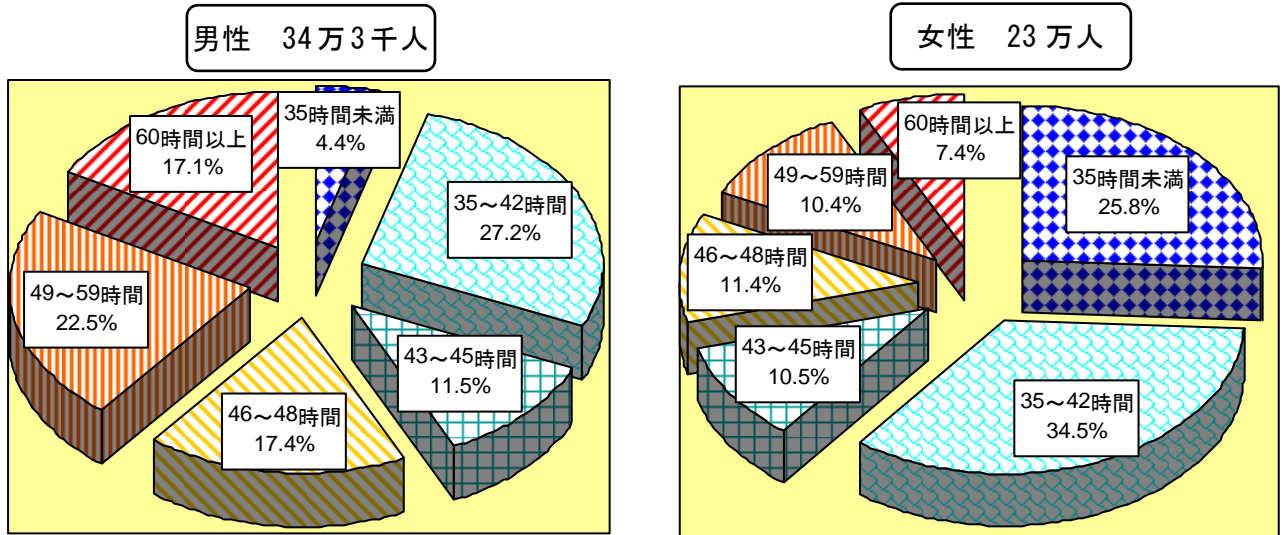 男性　34万3千人
35時間未満
4.4%
35～42時間
27.2%
43～45時間
11.5%
46～48時間
17.4%
49～59時間
22.5%
60時間以上
17.1%
女性　23万人
35時間未満
25.8%
35～42時間
34.5%
43～45時間
10.5%
46～48時間
11.4%
49～59時間
10.4%
60時間以上
7.4%